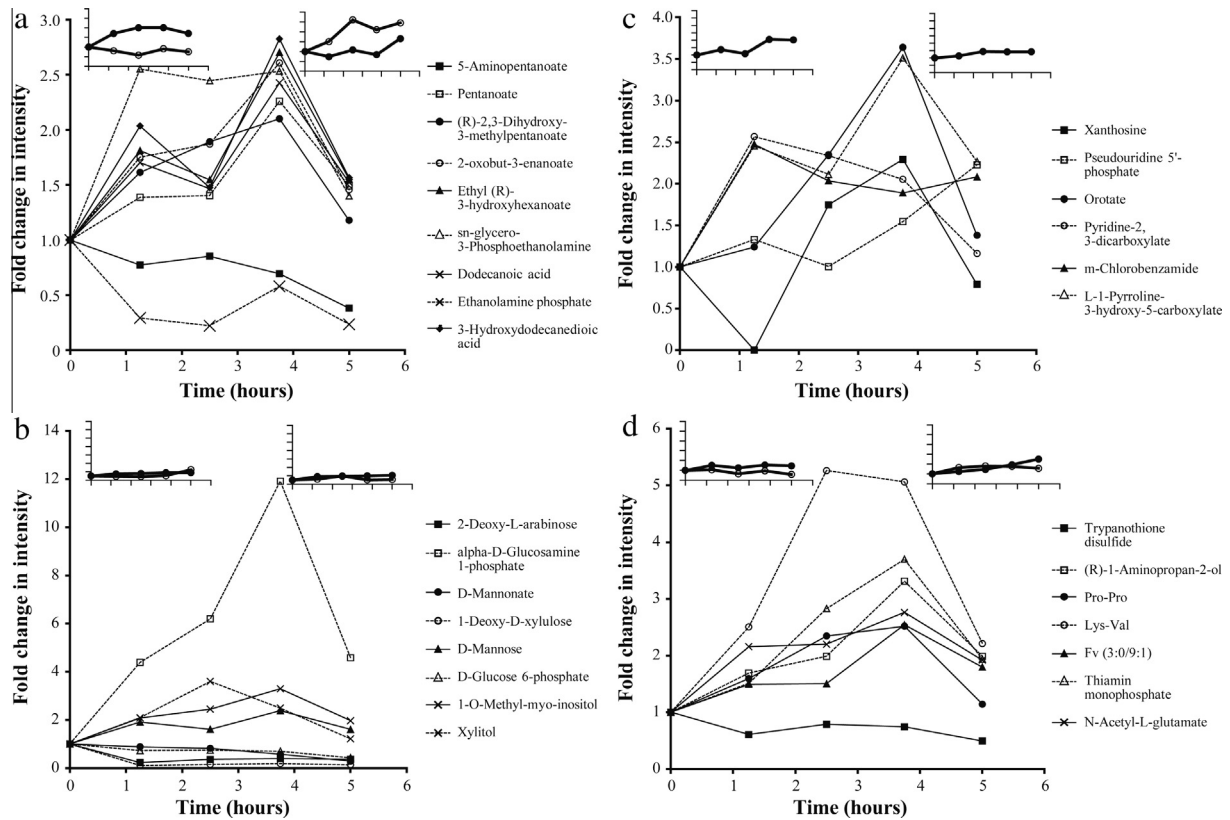 a
3.0
2.5
2.0
1.5
1.0
0.5
0
Fold change in intensity
0
1
2
3
4
5
6
Time (hours)
5-Aminopentanoate
Pentanoate
(R)-2,3-Dihydroxy-
3-methylpentanoate
2-oxobut-3-enanoate
Ethyl (R)-
3-hydroxyhexanoate
sn-glycero-
3-Phosphoethanolamine
Dodecanoic acid
Ethanolamine phosphate
3-Hydroxydodecanedioic
acid
c
4.0
3.5
3.0
2.5
2.0
1.5
1.0
0.5
0
Fold change in intensity
0
1
2
3
4
5
6
Time (hours)
Xanthosine
Pseudouridine 5'-
phosphate
Orotate
Pyridine-2,
3-dicarboxylate
m-Chlorobenzamide
L-1-Pyrroline-
3-hydroxy-5-carboxylate
b
14
12
10
8
6
4
2
0
Fold change in intensity
0
1
2
3
4
5
6
Time (hours)
2-Deoxy-L-arabinose
alpha-D-Glucosamine
1-phosphate
D-Mannonate
1-Deoxy-D-xylulose
D-Mannose
D-Glucose 6-phosphate
1-O-Methyl-myo-inositol
Xylitol
d
6
5
4
3
2
1
0
Fold change in intensity
0
1
2
3
4
5
6
Time (hours)
Trypanothione
disulfide
(R)-1-Aminopropan-2-ol
Pro-Pro
Lys-Val
Fv (3:0/9:1)
Thiamin
monophosphate
N-Acetyl-L-glutamate